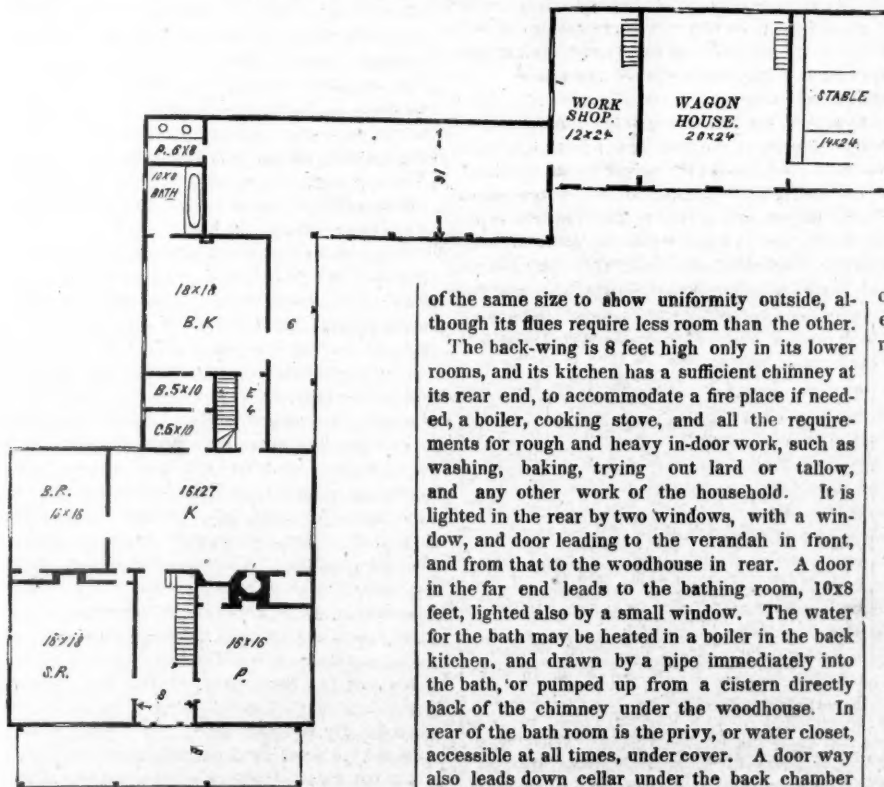 WORK
SHOP.
12X24
WAGON
HOUSE.
20X24
STABLE
14X24.
P. 6X8
10X8
BATH
16
18X18
B. K
6
B. 5X10
C. 5X10
E
4
B.R.
16X27
K
16X18
S.R.
16X16
P
8
of the same size to show uniformity outside, al-
though its flues require less room than the other.
The back-wing is 8 feet high only in its lower
rooms, and its kitchen has a sufficient chimney at
its rear end, to accommodate a fire place if need-
ed, a boiler, cooking stove, and all the require-
ments for rough and heavy in-door work, such as
washing, baking, trying out lard or tallow,
and any other work of the household. It is
lighted in the rear by two windows, with a win-
dow, and door leading to the verandah in front,
and from that to the woodhouse in rear. A door
in the far end leads to the bathing room, 10x8
feet, lighted also by a small window. The water
for the bath may be heated in a boiler in the back
kitchen, and drawn by a pipe immediately into
the bath, or pumped up from a cistern directly
back of the chimney under the woodhouse. In
rear of the bath room is the privy, or water closet,
accessible at all times, under cover. A door way
also leads down cellar under the back chamber